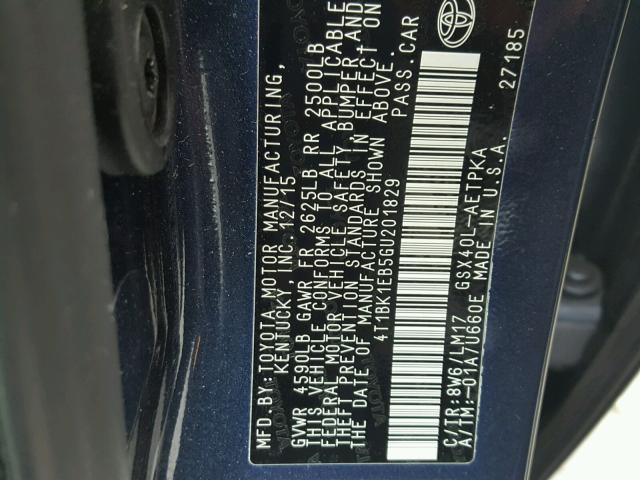 MFD. BY: TOYOTA MOTOR MANUFACTURING,
KENTUCKY, INC. 12/15
GVWR 4590LB GAWR FR 2625LB RR 2500LB
THIS VEHICLE CONFORMS TO ALL APPLICABLE
FEDERAL MOTOR VEHICLE SAFETY, BUMPER, AND
THEFT PREVENTION STANDARDS IN EFFECT ON
THE DATE OF MANUFACTURE SHOWN ABOVE.
4T1BK1EB5GU201829 PASS. CAR
C/TR: 8W6/LM17 GSX40L-AETPKA
A/TM:-01A/U660E MADE IN U.S.A.
27185